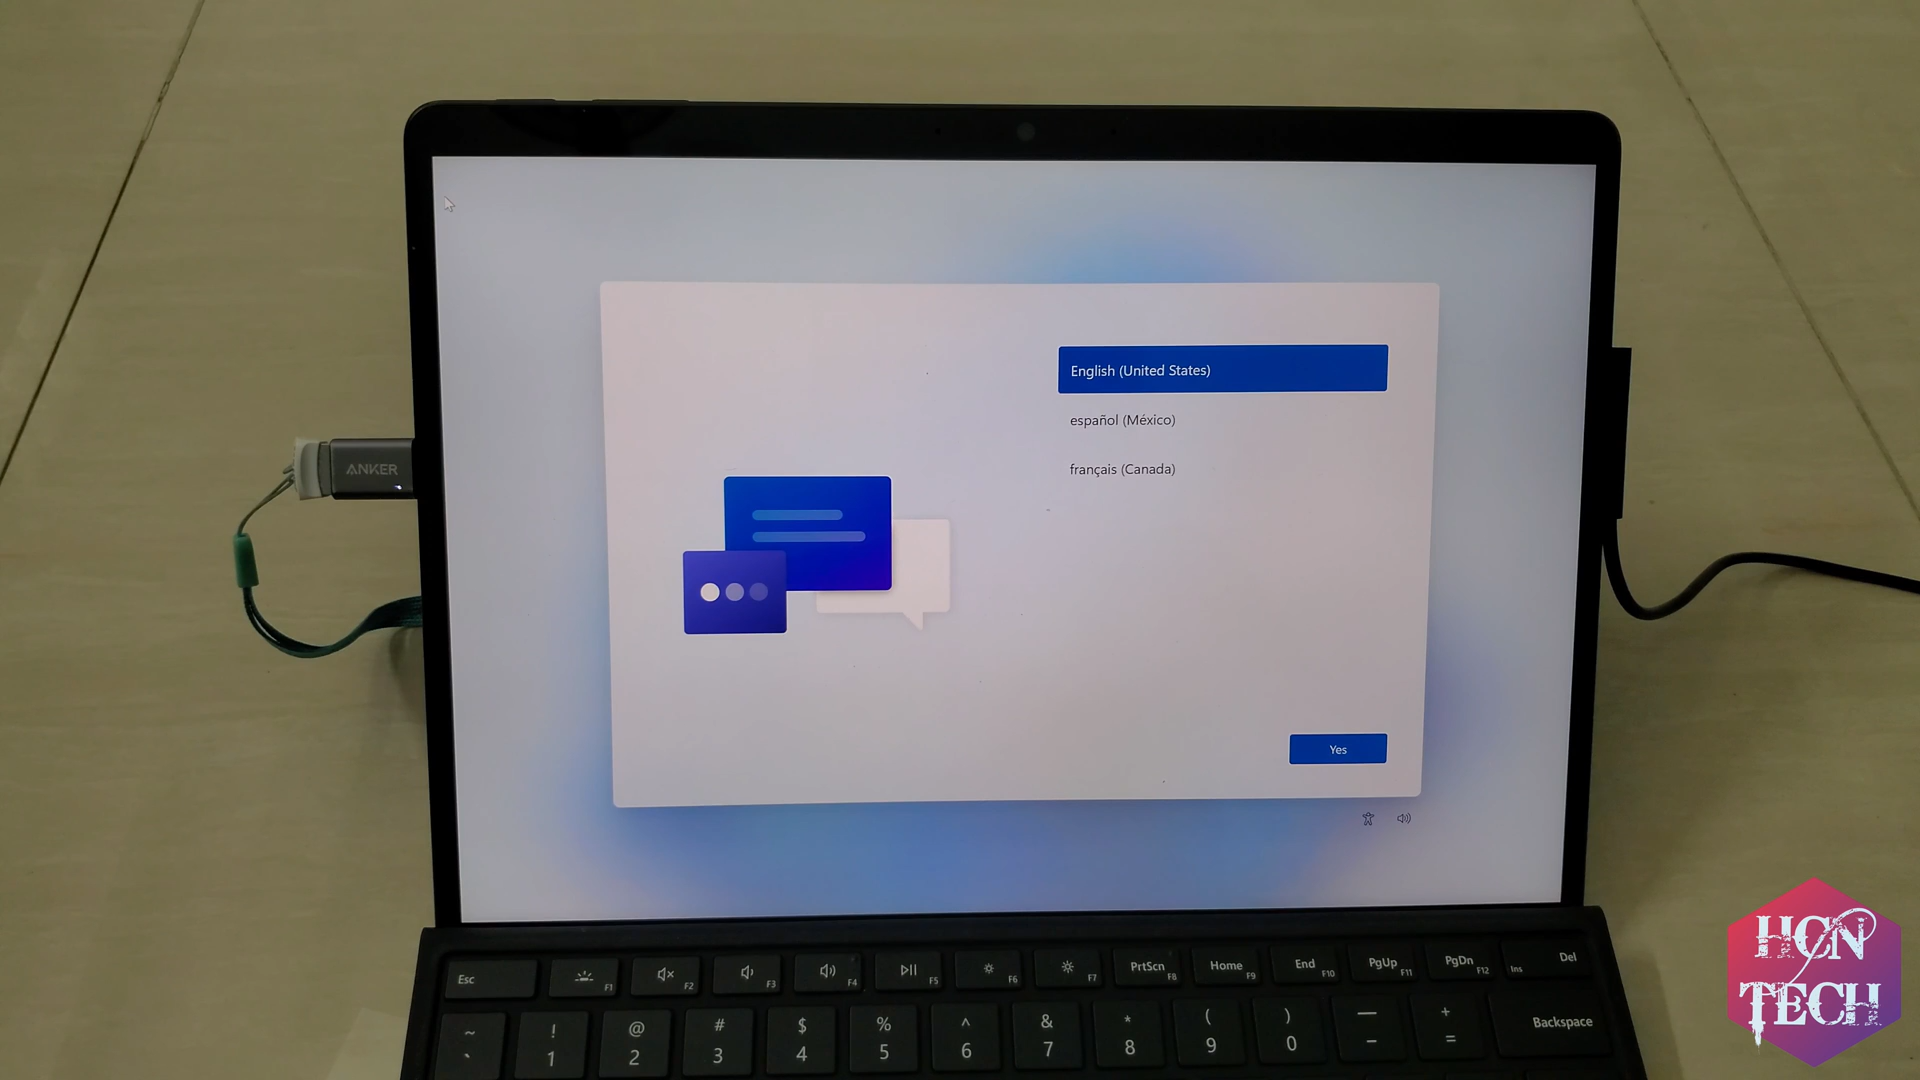 English (United States)
español (México)
français (Canada)
ANKER
Yes
Esc F1 F2 F3 F4 F5 F6 F7 PrtScn F8 Home F9 End F10 PgUp F11 PgDn F12 Ins Del
~ ! @ # $ % ^ & * ( ) — +
` 1 2 3 4 5 6 7 8 9 0 - = Backspace
HCN
TECH